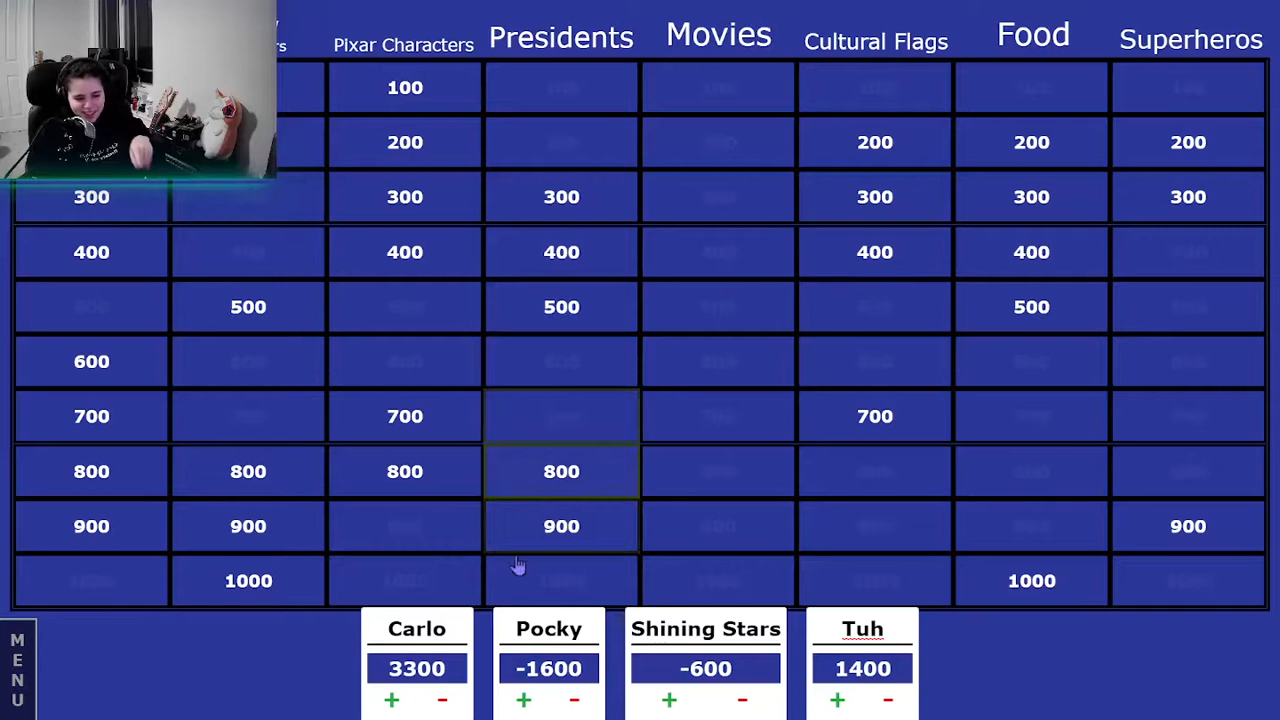 Pixar Characters Presidents Movies Cultural Flags Food Superheros
100
200 200 200 200
300 300 300 300 300 300
400 400 400 400 400
500 500 500
600
700 700 700
800 800 800 800
900 900 900 900
1000 1000
MENU
Carlo Pocky Shining Stars Tuh
3300 -1600 -600 1400
+ - + - + - + -